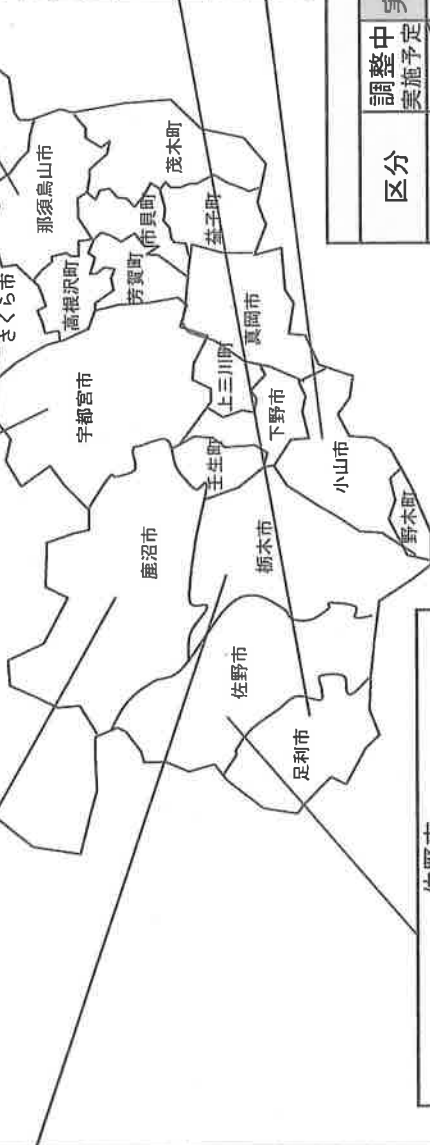 さくら市
那須烏山市
高根沢町
茂木町
市貝町
芳賀町
益子町
宇都宮市
真岡市
上三川町
下野市
壬生町
鹿沼市
栃木市
小山市
野木町
佐野市
足利市
区分
調整中
実施予定
佐野市